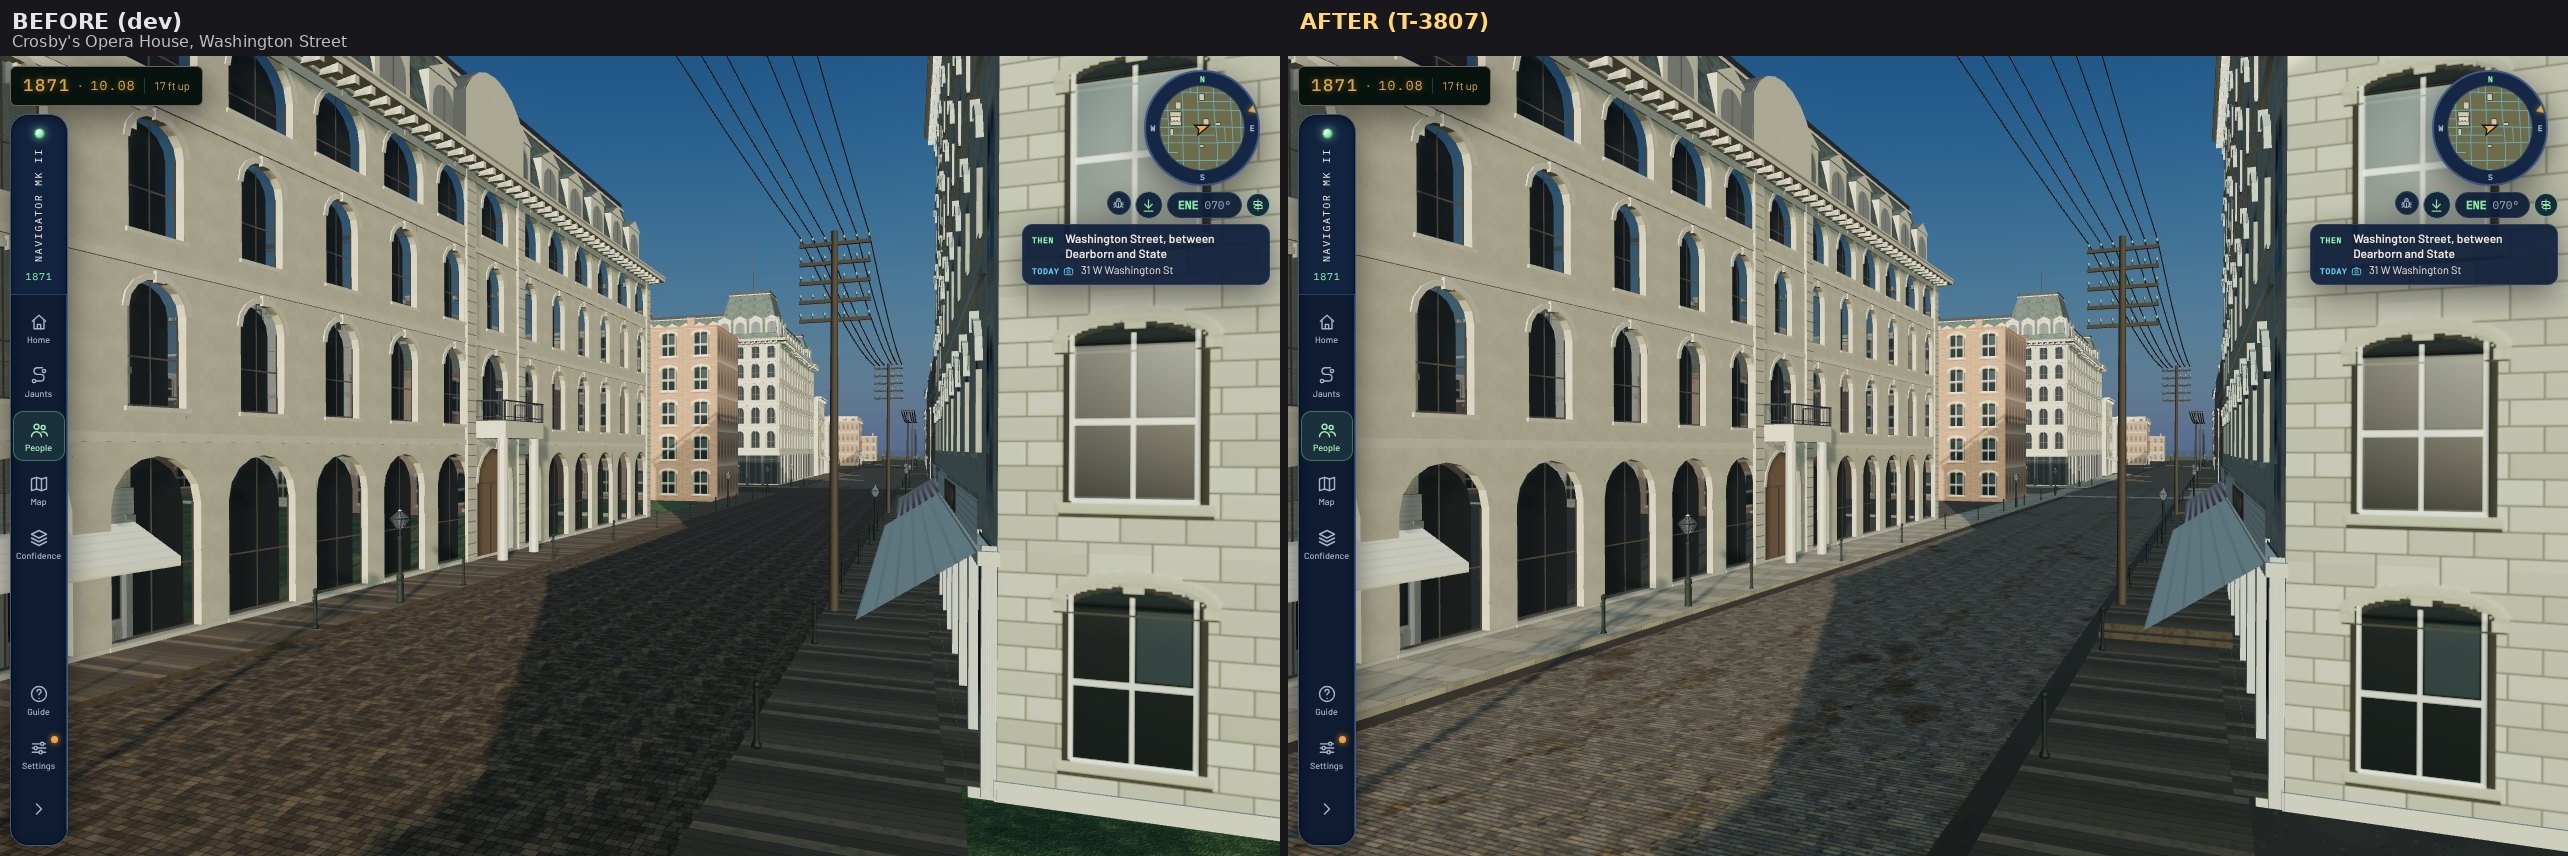 BEFORE (dev)
Crosby's Opera House, Washington Street
1871 · 10.08 17 ft up
NAVIGATOR MK II
1871
Home
Jaunts
People
Map
Confidence
Guide
Settings
N
W E
S
ENE 070°
THEN Washington Street, between
Dearborn and State
TODAY 31 W Washington St
AFTER (T-3807)
1871 · 10.08 17 ft up
NAVIGATOR MK II
1871
Home
Jaunts
People
Map
Confidence
Guide
Settings
N
W E
S
ENE 070°
THEN Washington Street, between
Dearborn and State
TODAY 31 W Washington St